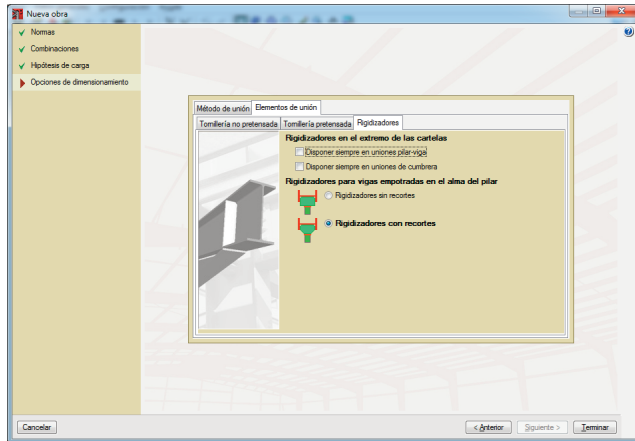 Nueva obra
Normas
Combinaciones
Hipótesis de carga
Opciones de dimensionamiento
Método de unión Elementos de unión
Tornillería no pretensada Tornillería pretensada Rigidizadores
Rigidizadores en el extremo de las cartelas
Disponer siempre en uniones pilar-viga
Disponer siempre en uniones de cumbrera
Rigidizadores para vigas empotradas en el alma del pilar
Rigidizadores sin recortes
Rigidizadores con recortes
Cancelar < Anterior Siguiente > Terminar